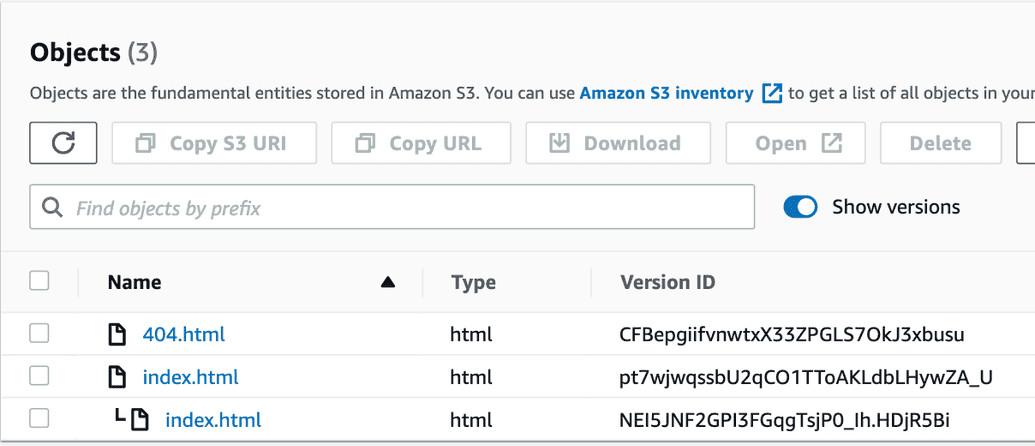 Objects (3)
Objects are the fundamental entities stored in Amazon S3. You can use Amazon S3 inventory to get a list of all objects in your
Copy S3 URI Copy URL Download Open Delete
Find objects by prefix Show versions
Name Type Version ID
404.html html CFBepgiifvnwtxX33ZPGLS7OkJ3xbusu
index.html html pt7wjwqssbU2qCO1TToAKLdbLHywZA_U
index.html html NEI5JNF2GPI3FGqgTsjP0_Ih.HDjR5Bi